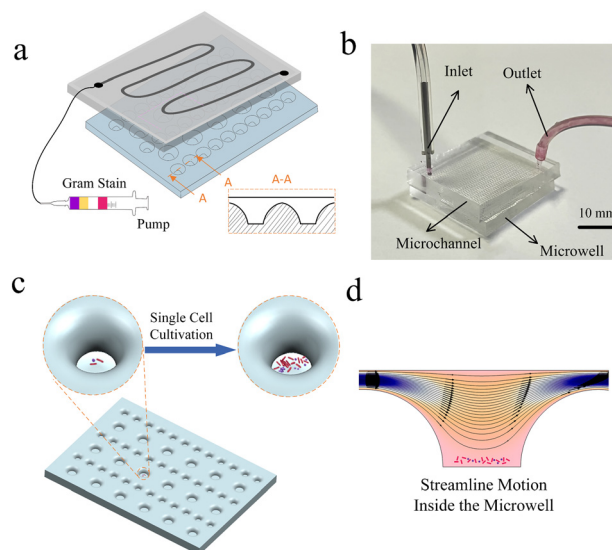 a
Gram Stain
Pump
A
A
A-A
b
Inlet
Outlet
Microchannel
Microwell
10 mm
c
Single Cell
Cultivation
d
Streamline Motion
Inside the Microwell